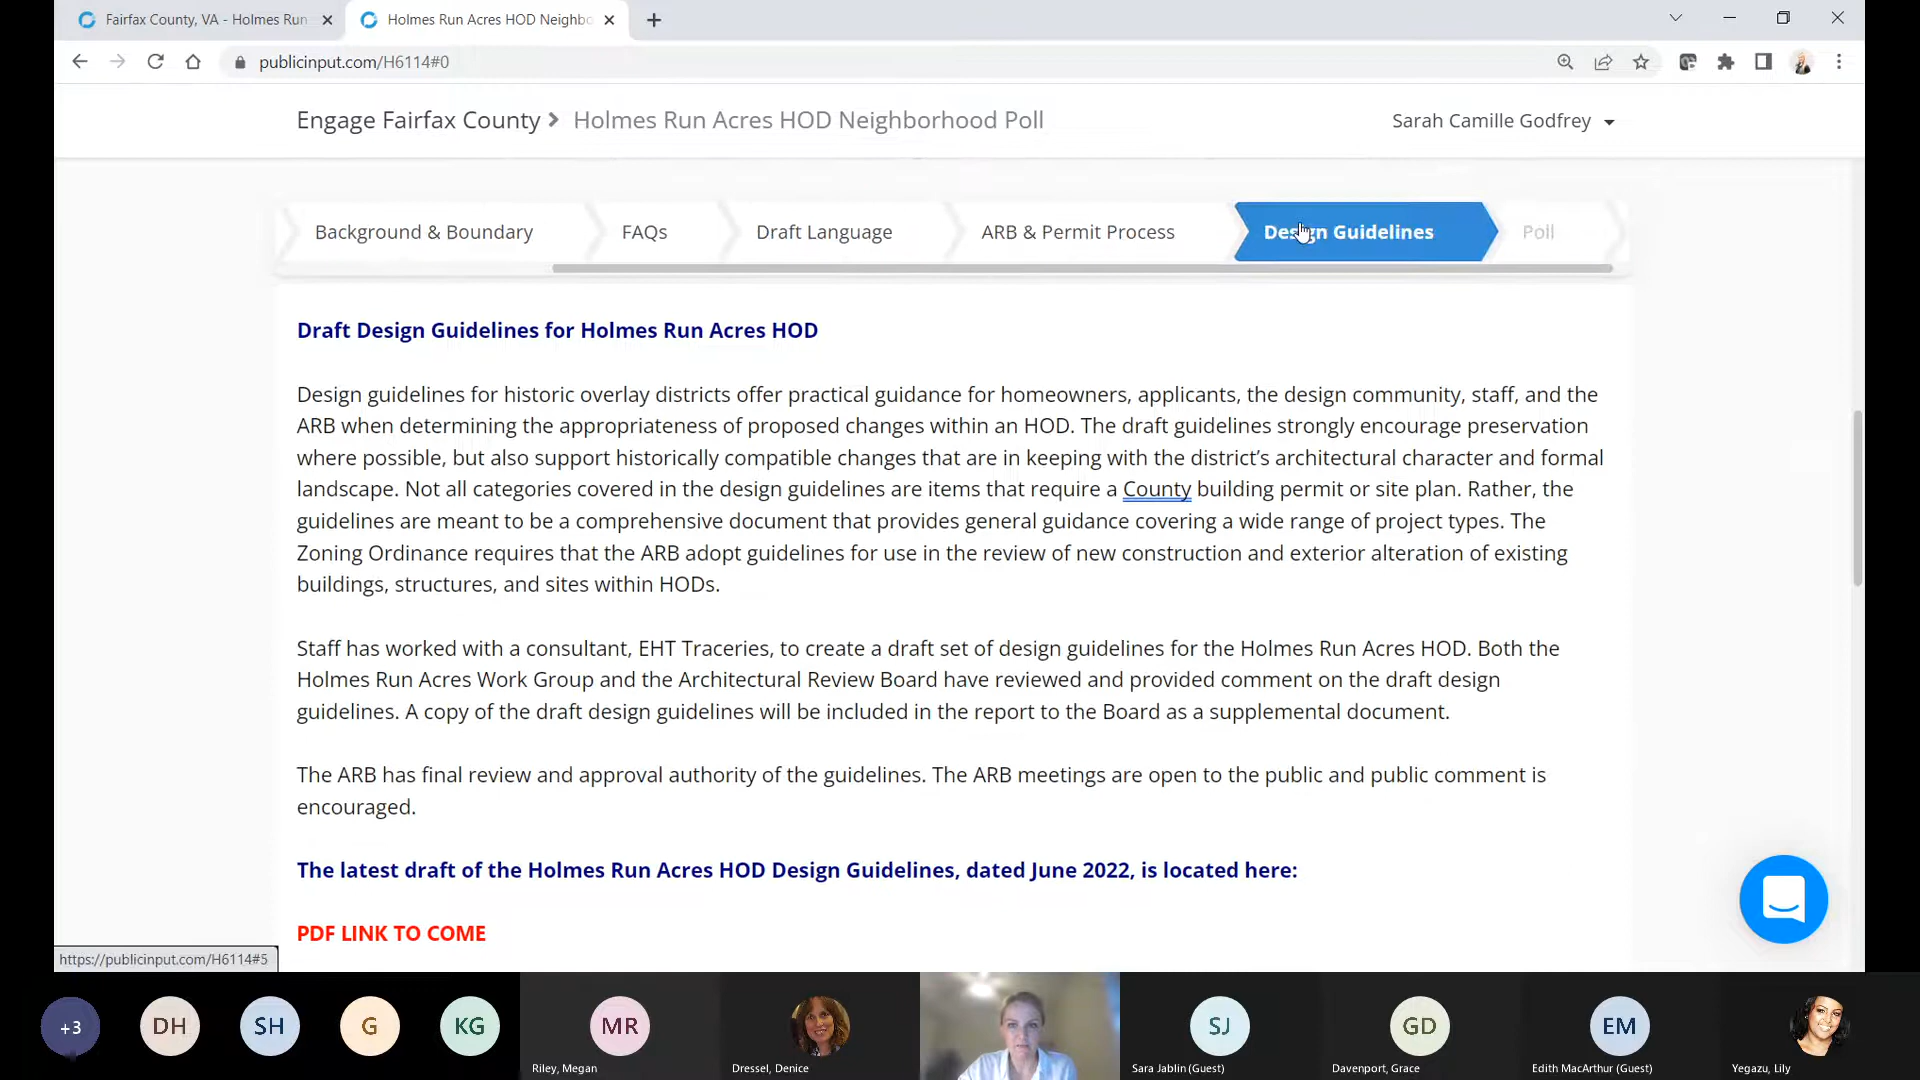 Fairfax County, VA - Holmes Run
Holmes Run Acres HOD Neighbo
publicinput.com/H6114#0
Engage Fairfax County
Holmes Run Acres HOD Neighborhood Poll
Sarah Camille Godfrey
Background & Boundary
FAQs
Draft Language
ARB & Permit Process
Design Guidelines
Poll
Draft Design Guidelines for Holmes Run Acres HOD
Design guidelines for historic overlay districts offer practical guidance for homeowners, applicants, the design community, staff, and the
ARB when determining the appropriateness of proposed changes within an HOD. The draft guidelines strongly encourage preservation
where possible, but also support historically compatible changes that are in keeping with the district's architectural character and formal
landscape. Not all categories covered in the design guidelines are items that require a County building permit or site plan. Rather, the
guidelines are meant to be a comprehensive document that provides general guidance covering a wide range of project types. The
Zoning Ordinance requires that the ARB adopt guidelines for use in the review of new construction and exterior alteration of existing
buildings, structures, and sites within HODs.
Staff has worked with a consultant, EHT Traceries, to create a draft set of design guidelines for the Holmes Run Acres HOD. Both the
Holmes Run Acres Work Group and the Architectural Review Board have reviewed and provided comment on the draft design
guidelines. A copy of the draft design guidelines will be included in the report to the Board as a supplemental document.
The ARB has final review and approval authority of the guidelines. The ARB meetings are open to the public and public comment is
encouraged.
The latest draft of the Holmes Run Acres HOD Design Guidelines, dated June 2022, is located here:
PDF LINK TO COME
https://publicinput.com/H6114#5
+3
DH
SH
G
KG
MR
Riley, Megan
Dressel, Denice
SJ
Sara Jablin (Guest)
GD
Davenport, Grace
EM
Edith MacArthur (Guest)
Yegazu, Lily